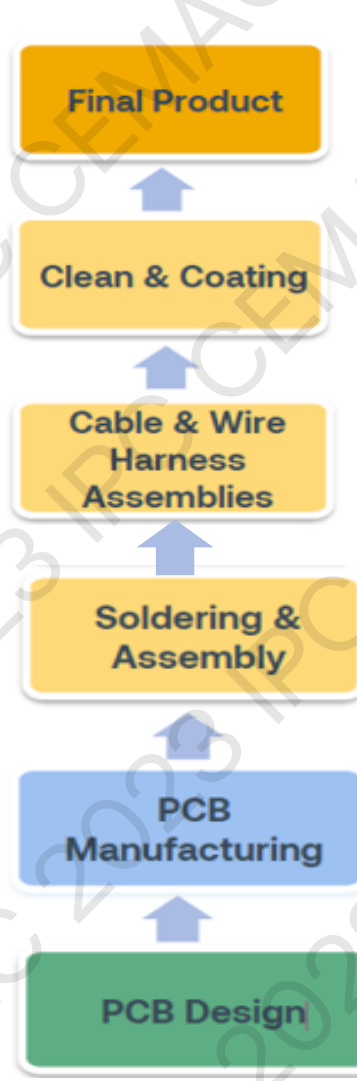 Final Product
Clean & Coating
Cable & Wire
Harness
Assemblies
Soldering &
Assembly
PCB
Manufacturing
PCB Design